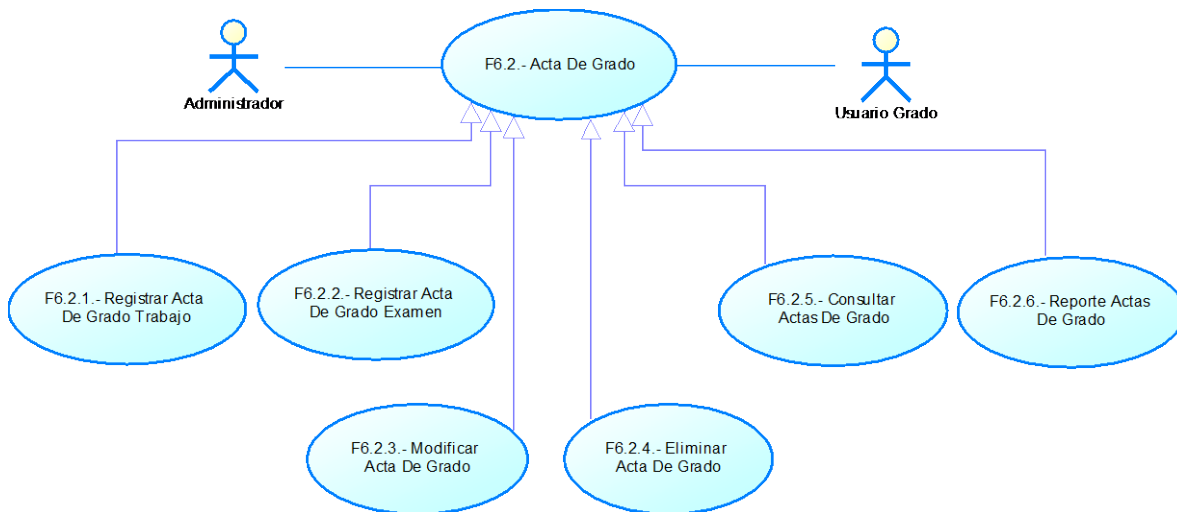 F6.2.- Acta De Grado
Administrador
Usuario Grado
F6.2.1.- Registrar Acta
De Grado Trabajo
F6.2.2.- Registrar Acta
De Grado Examen
F6.2.5.- Consultar
Actas De Grado
F6.2.6.- Reporte Actas
De Grado
F6.2.3.- Modificar
Acta De Grado
F6.2.4.- Eliminar
Acta De Grado